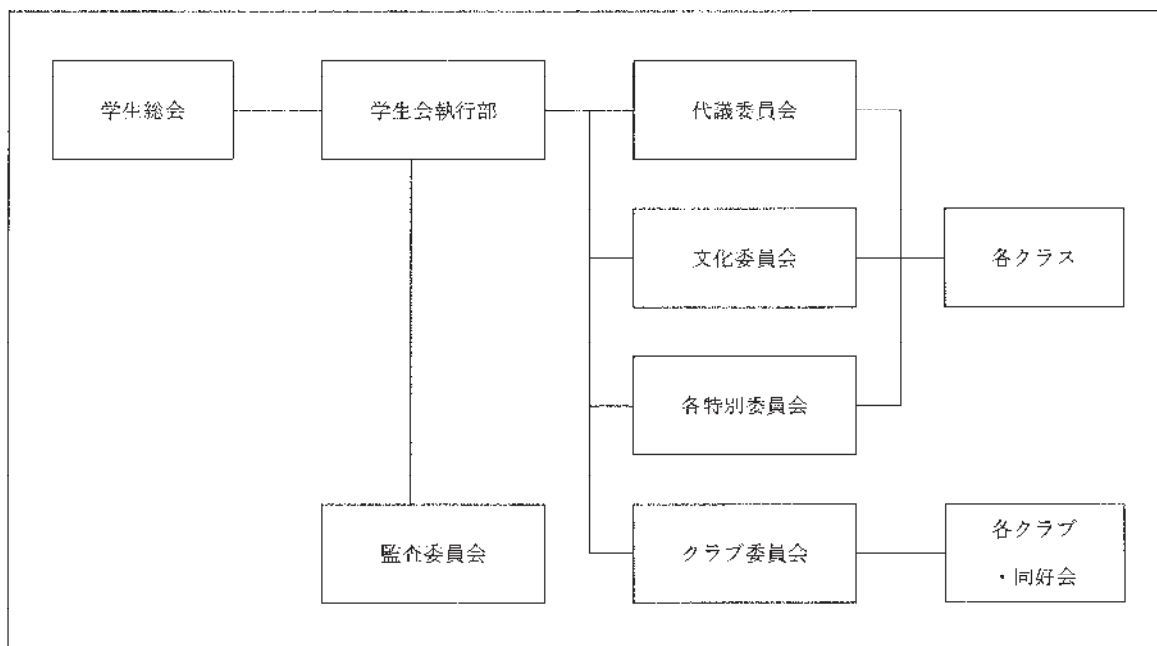 学生総会
学生会執行部
代議委員会
文化委員会
各クラス
各特別委員会
監査委員会
クラブ委員会
各クラブ
・同好会